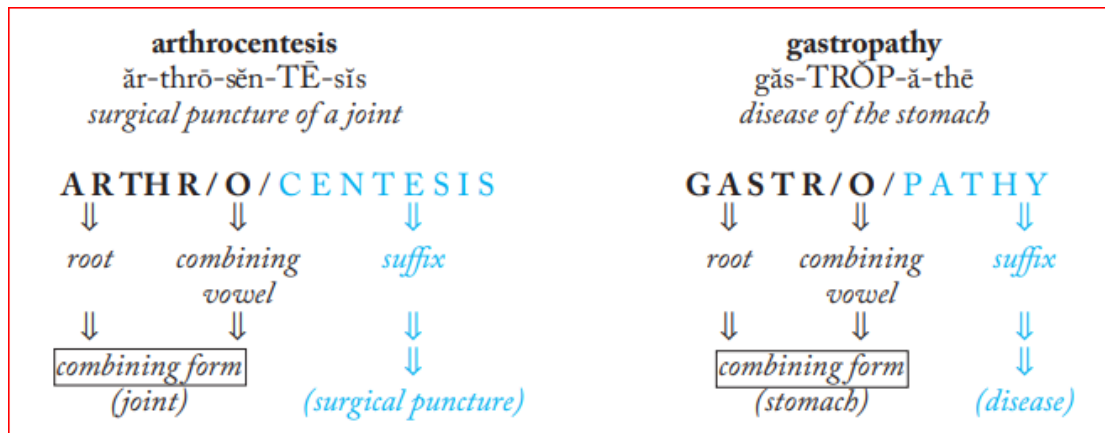 arthrocentesis
ăr-thrō-sĕn-TĒ-sĭs
surgical puncture of a joint
ARTHR/O/CENTESIS
⇓ ⇓ ⇓
root combining vowel suffix
⇓ ⇓ ⇓
combining form ⇓
(joint) (surgical puncture)
gastropathy
găs-TRŎP-ă-thē
disease of the stomach
GASTR/O/PATHY
⇓ ⇓ ⇓
root combining vowel suffix
⇓ ⇓ ⇓
combining form ⇓
(stomach) (disease)